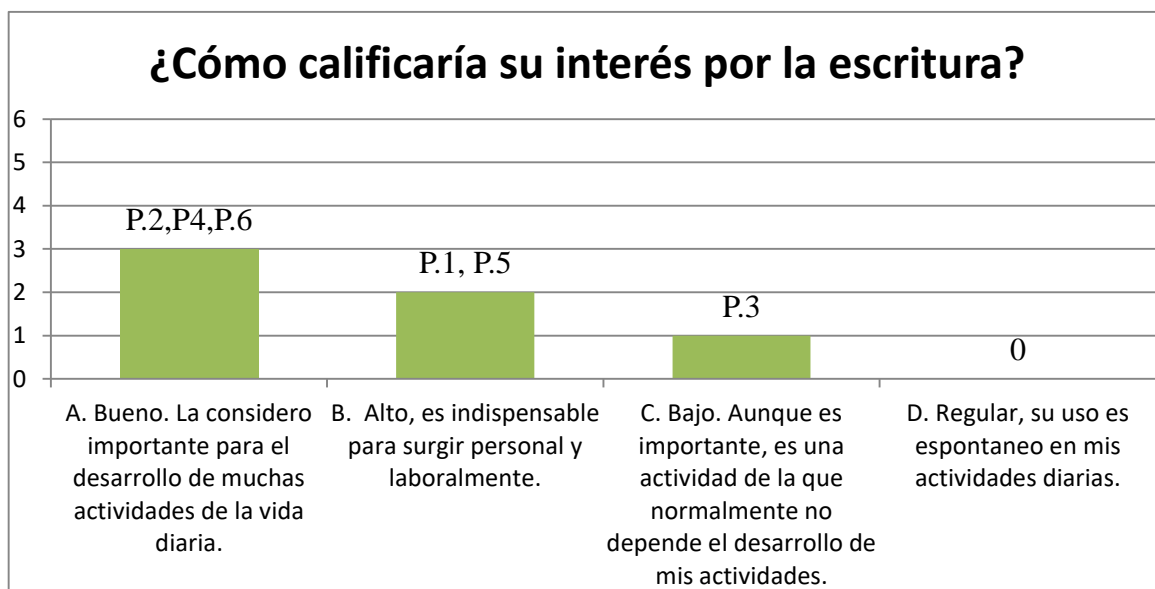 ¿Cómo calificaría su interés por la escritura?
6
5
4
3
2
1
0
P.2,P4,P.6
P.1, P.5
P.3
0
A. Bueno. La considero
importante para el
desarrollo de muchas
actividades de la vida
diaria.
B.  Alto, es indispensable
para surgir personal y
laboralmente.
C. Bajo. Aunque es
importante, es una
actividad de la que
normalmente no
depende el desarrollo de
mis actividades.
D. Regular, su uso es
espontaneo en mis
actividades diarias.